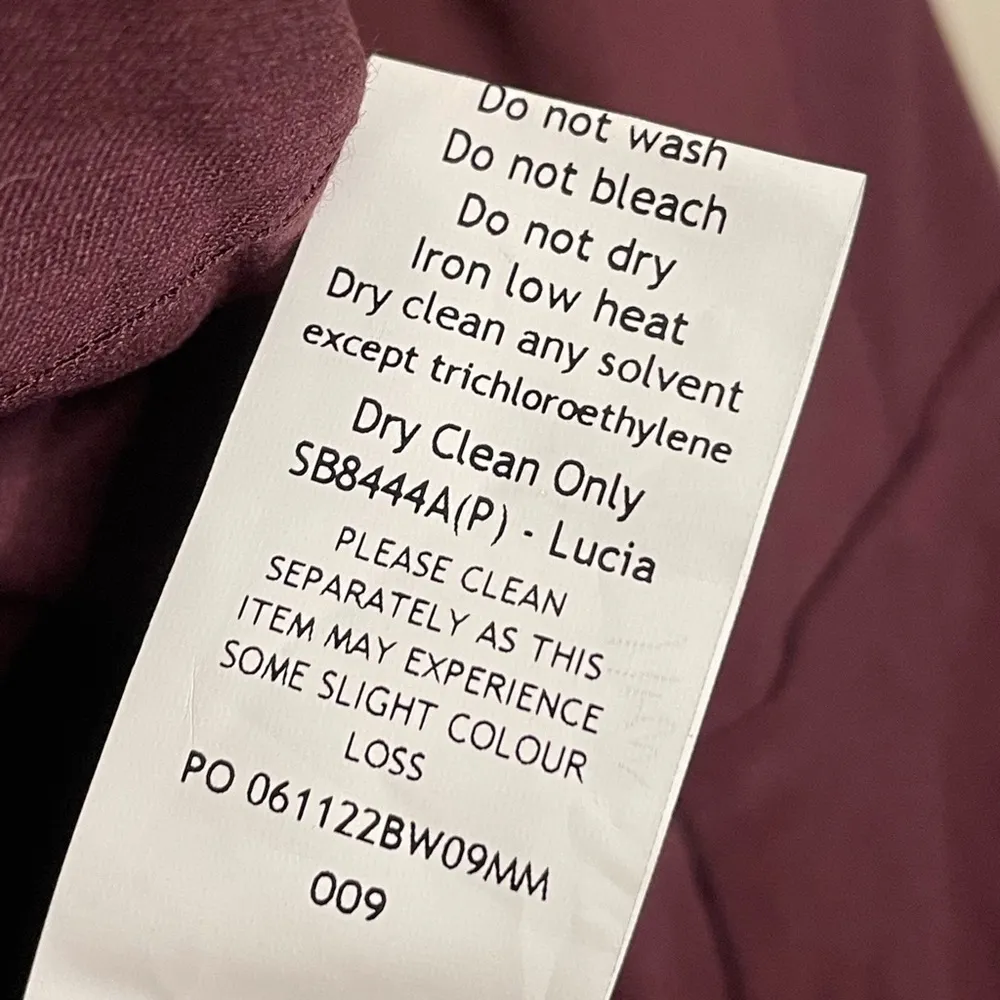 Do not wash
Do not bleach
Do not dry
Iron low heat
Dry clean any solvent
except trichloroethylene
Dry Clean Only
SB8444A(P) - Lucia
PLEASE CLEAN
SEPARATELY AS THIS
ITEM MAY EXPERIENCE
SOME SLIGHT COLOUR
LOSS
PO 061122BW09MM
009